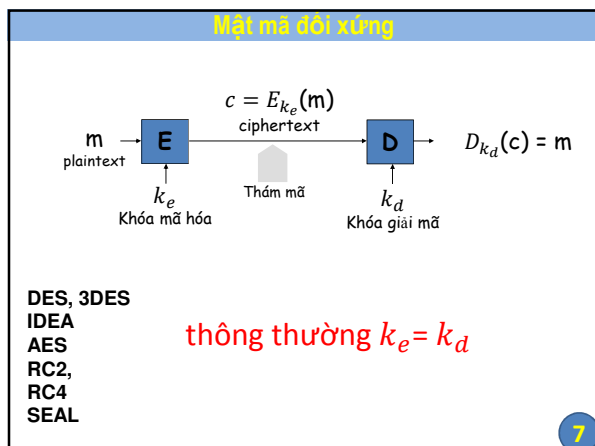 Mật mã đối xứng
c = E_{k_e}(m)
ciphertext
m
plaintext
E
D
D_{k_d}(c) = m
k_e
Khóa mã hóa
Thám mã
k_d
Khóa giải mã
DES, 3DES
IDEA
AES
RC2,
RC4
SEAL
thông thường k_e = k_d
7